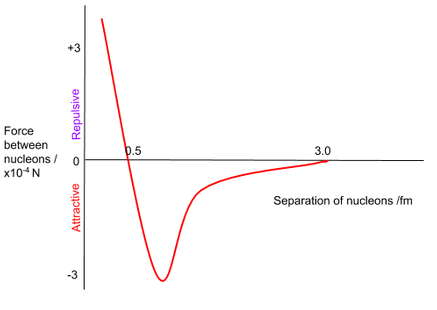 +3
Repulsive
0.5
3.0
Force
between
nucleons /
x10⁻⁴ N
0
Attractive
Separation of nucleons /fm
-3